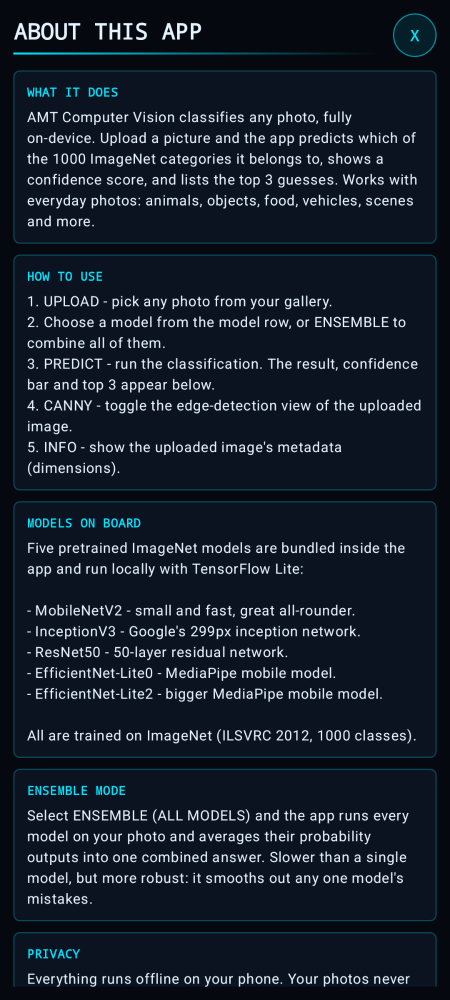 ABOUT THIS APP
X
WHAT IT DOES
AMT Computer Vision classifies any photo, fully
on-device. Upload a picture and the app predicts which of
the 1000 ImageNet categories it belongs to, shows a
confidence score, and lists the top 3 guesses. Works with
everyday photos: animals, objects, food, vehicles, scenes
and more.
HOW TO USE
1. UPLOAD - pick any photo from your gallery.
2. Choose a model from the model row, or ENSEMBLE to
combine all of them.
3. PREDICT - run the classification. The result, confidence
bar and top 3 appear below.
4. CANNY - toggle the edge-detection view of the uploaded
image.
5. INFO - show the uploaded image's metadata
(dimensions).
MODELS ON BOARD
Five pretrained ImageNet models are bundled inside the
app and run locally with TensorFlow Lite:
- MobileNetV2 - small and fast, great all-rounder.
- InceptionV3 - Google's 299px inception network.
- ResNet50 - 50-layer residual network.
- EfficientNet-Lite0 - MediaPipe mobile model.
- EfficientNet-Lite2 - bigger MediaPipe mobile model.
All are trained on ImageNet (ILSVRC 2012, 1000 classes).
ENSEMBLE MODE
Select ENSEMBLE (ALL MODELS) and the app runs every
model on your photo and averages their probability
outputs into one combined answer. Slower than a single
model, but more robust: it smooths out any one model's
mistakes.
PRIVACY
Everything runs offline on your phone. Your photos never